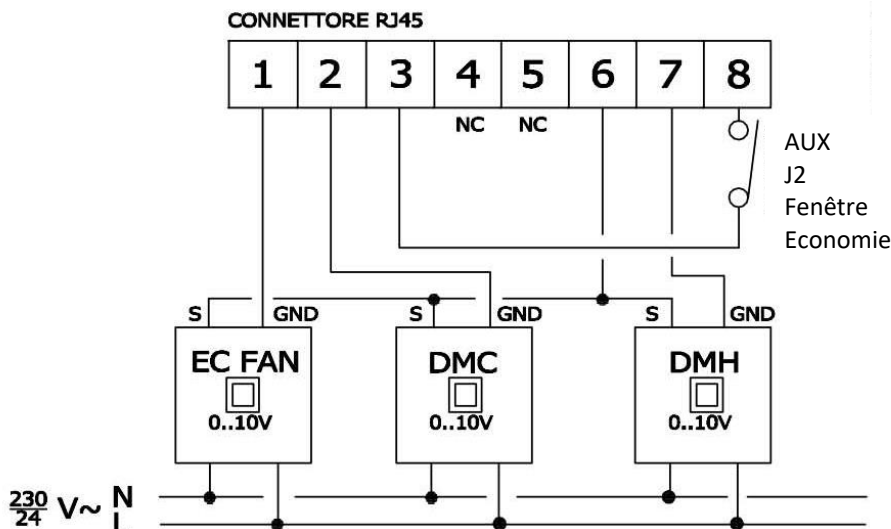 CONNETTORE RJ45
1 2 3 4 5 6 7 8
NC NC
AUX
J2
Fenêtre
Economie
S GND S GND S GND
EC FAN DMC DMH
0..10V 0..10V 0..10V
230/24 V~ N
L